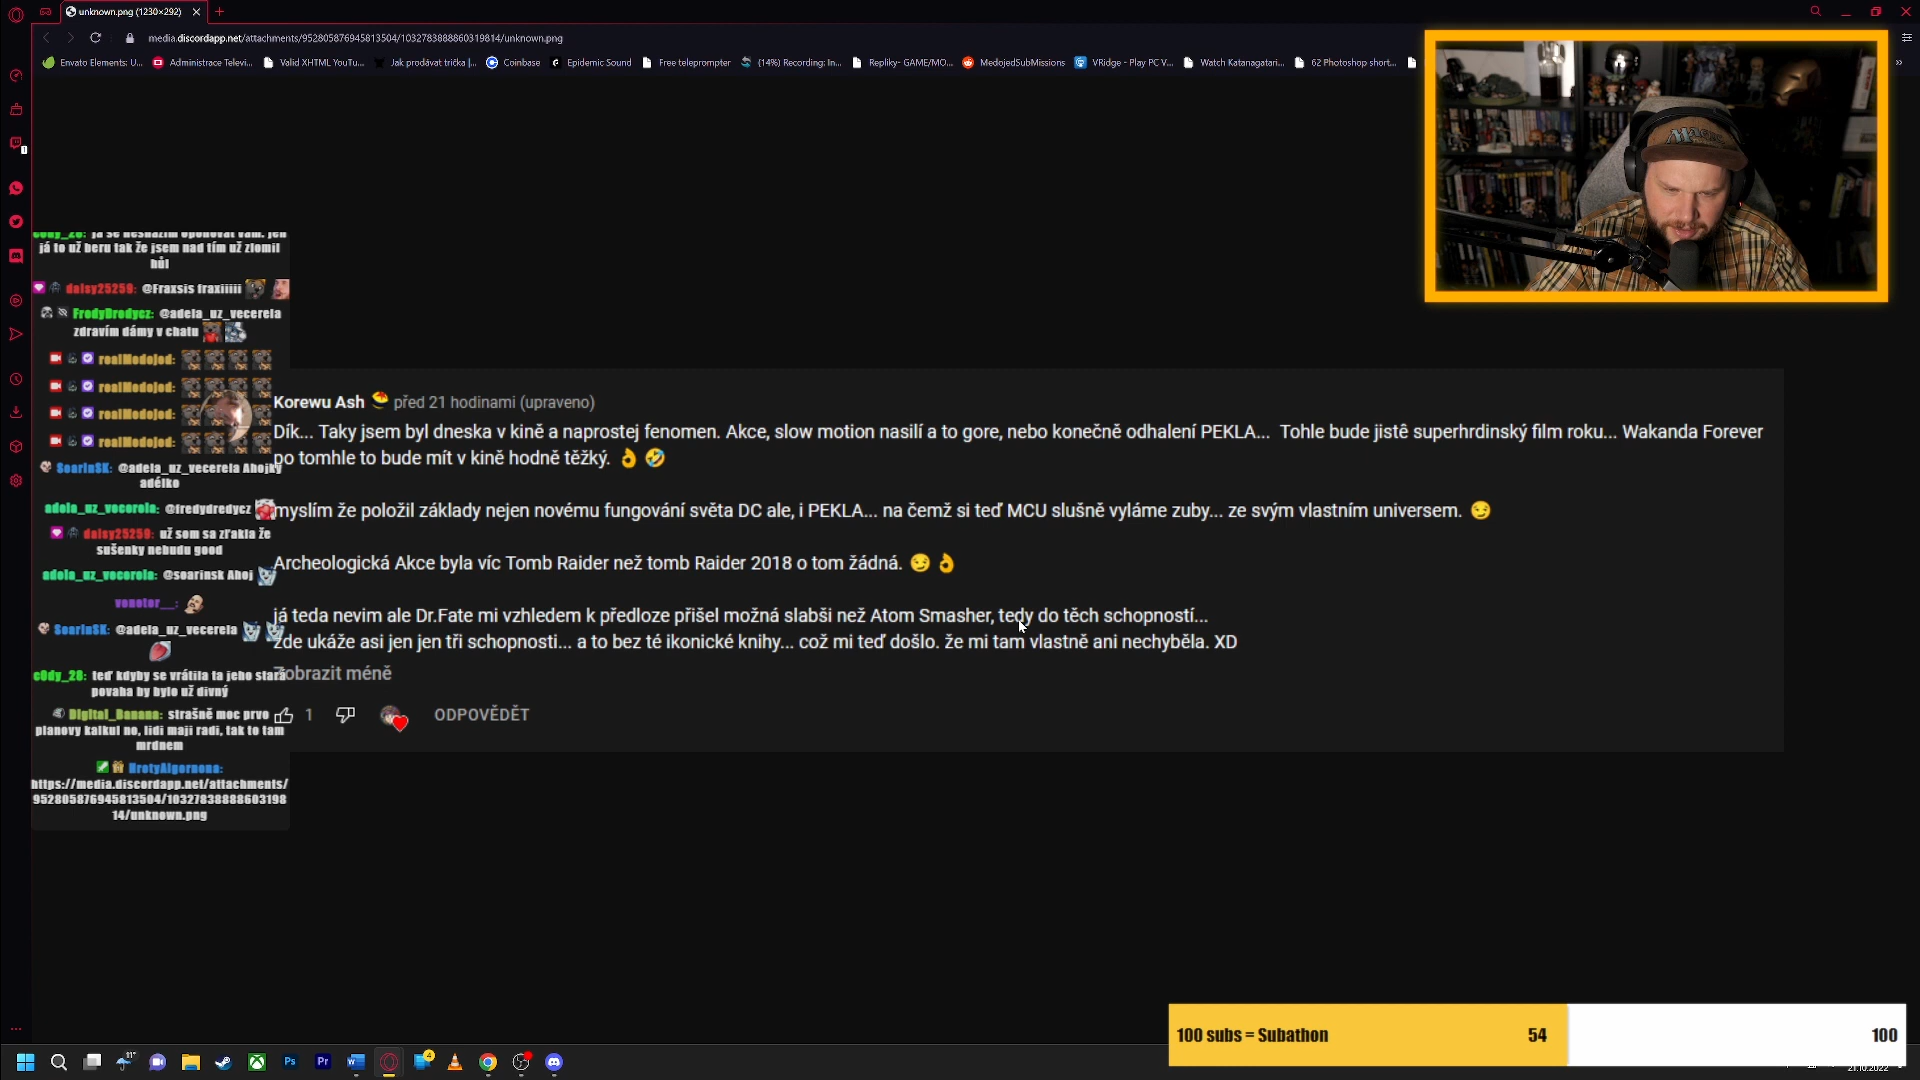 unknown.png (1230×292)
media.discordapp.net/attachments/952805876945813504/1032783888860319814/unknown.png
Envato Elements: U...
Administrace Televi...
Valid XHTML YouTu...
Jak prodávat trička |...
Coinbase
Epidemic Sound
Free teleprompter
(14%) Recording: In...
Repliky- GAME/MO...
MedojedSubMissions
VRidge - Play PC V...
Watch Katanagatari...
62 Photoshop short...
já to už beru tak že jsem nad tím už zlomil
hůl
daisy25259: @Fraxsis fraxiiiii
FredyDredycz: @adela_uz_vecerela
zdravím dámy v chatu
realMedojed:
realMedojed:
realMedojed:
realMedojed:
SoarinSK: @adela_uz_vecerela Ahojky
adélko
adela_uz_vecerela: @fredydredycz
daisy25259: už som sa zľakla že
sušenky nebudu good
adela_uz_vecerela: @soarinsk Ahoj
venetor__:
SoarinSK: @adela_uz_vecerela
c0dy_28: teď kdyby se vrátila ta jeho stará
povaha by bylo už divný
Digital_Banana: strašně moc prvo
planovy kalkul no, lidi maji radi, tak to tam
mrdnem
HrotyAlgernona:
https://media.discordapp.net/attachments/
952805876945813504/10327838888603198
14/unknown.png
Korewu Ash před 21 hodinami (upraveno)
Dík... Taky jsem byl dneska v kině a naprostej fenomen. Akce, slow motion nasilí a to gore, nebo konečně odhalení PEKLA... Tohle bude jistě superhrdinský film roku... Wakanda Forever
po tomhle to bude mít v kině hodně těžký. 👌 🤣
myslím že položil základy nejen novému fungování světa DC ale, i PEKLA... na čemž si teď MCU slušně vyláme zuby... ze svým vlastním universem. 😏
Archeologická Akce byla víc Tomb Raider než tomb Raider 2018 o tom žádná. 😏 👌
já teda nevim ale Dr.Fate mi vzhledem k předloze přišel možná slabši než Atom Smasher, tedy do těch schopností...
zde ukáže asi jen jen tři schopnosti... a to bez té ikonické knihy... což mi teď došlo. že mi tam vlastně ani nechyběla. XD
Zobrazit méně
1
ODPOVĚDĚT
100 subs = Subathon 54 100
21.10.2022